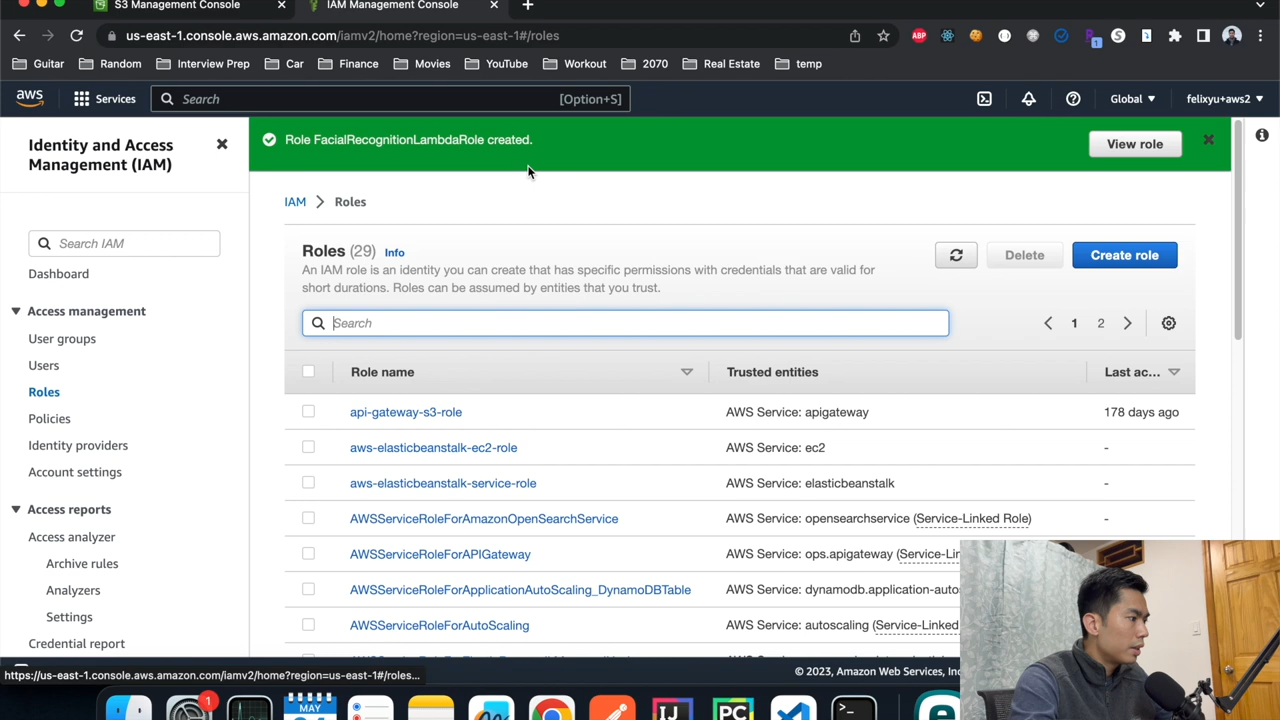 S3 Management Console
IAM Management Console
us-east-1.console.aws.amazon.com/iamv2/home?region=us-east-1#/roles
ABP
1
Guitar Random Interview Prep Car Finance Movies YouTube Workout 2070 Real Estate temp
aws Services Search [Option+S] Global felixyu+aws2
Identity and Access
Management (IAM)
Search IAM
Dashboard
Access management
User groups
Users
Roles
Policies
Identity providers
Account settings
Access reports
Access analyzer
Archive rules
Analyzers
Settings
Credential report
Role FacialRecognitionLambdaRole created.
View role
IAM > Roles
Roles (29) Info
An IAM role is an identity you can create that has specific permissions with credentials that are valid for
short durations. Roles can be assumed by entities that you trust.
Delete
Create role
Search
1 2
Role name Trusted entities Last ac...
api-gateway-s3-role AWS Service: apigateway 178 days ago
aws-elasticbeanstalk-ec2-role AWS Service: ec2 -
aws-elasticbeanstalk-service-role AWS Service: elasticbeanstalk -
AWSServiceRoleForAmazonOpenSearchService AWS Service: opensearchservice (Service-Linked Role) -
AWSServiceRoleForAPIGateway AWS Service: ops.apigateway (Service-Lin
AWSServiceRoleForApplicationAutoScaling_DynamoDBTable AWS Service: dynamodb.application-auto
AWSServiceRoleForAutoScaling AWS Service: autoscaling (Service-Linked
https://us-east-1.console.aws.amazon.com/iamv2/home?region=us-east-1#/roles...
© 2023, Amazon Web Services, Inc
1
MAY
IJ
PC